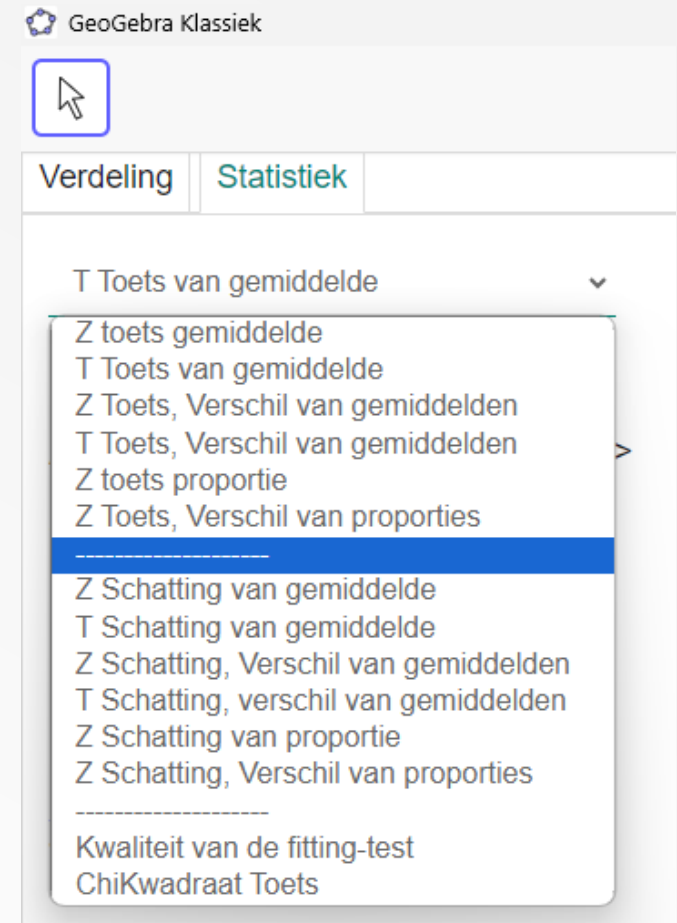 GeoGebra Klassiek
Verdeling Statistiek
T Toets van gemiddelde
Z toets gemiddelde
T Toets van gemiddelde
Z Toets, Verschil van gemiddelden
T Toets, Verschil van gemiddelden
>
Z toets proportie
Z Toets, Verschil van proporties
--------------------
Z Schatting van gemiddelde
T Schatting van gemiddelde
Z Schatting, Verschil van gemiddelden
T Schatting, verschil van gemiddelden
Z Schatting van proportie
Z Schatting, Verschil van proporties
--------------------
Kwaliteit van de fitting-test
ChiKwadraat Toets